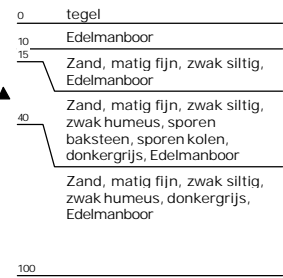 0 tegel
10 Edelmanboor
15
Zand, matig fijn, zwak siltig,
Edelmanboor
Zand, matig fijn, zwak siltig,
40 zwak humeus, sporen
baksteen, sporen kolen,
donkergrijs, Edelmanboor
Zand, matig fijn, zwak siltig,
zwak humeus, donkergrijs,
Edelmanboor
100